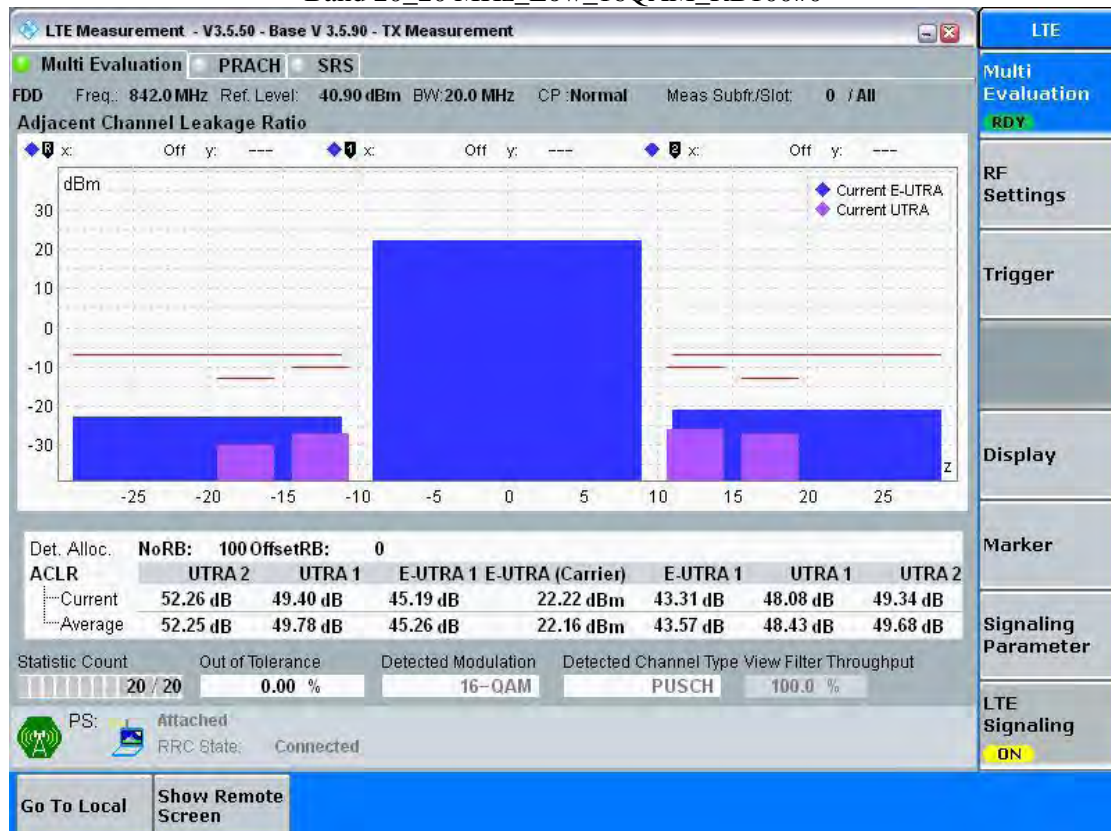 LTE Measurement - V3.5.50 - Base V 3.5.90 - TX Measurement
LTE
Multi Evaluation PRACH SRS
Multi
Evaluation
RDY
FDD Freq.: 842.0 MHz Ref. Level: 40.90 dBm BW: 20.0 MHz CP : Normal Meas Subfr./Slot: 0 / All
Adjacent Channel Leakage Ratio
R x: Off y: --- 1 x: Off y: --- 2 x: Off y: ---
dBm
Current E-UTRA
Current UTRA
30
20
10
0
-10
-20
-30
z
-25 -20 -15 -10 -5 0 5 10 15 20 25
RF
Settings
Trigger
Display
Marker
Signaling
Parameter
LTE
Signaling
ON
Det. Alloc. NoRB: 100 OffsetRB: 0
ACLR UTRA 2 UTRA 1 E-UTRA 1 E-UTRA (Carrier) E-UTRA 1 UTRA 1 UTRA 2
Current 52.26 dB 49.40 dB 45.19 dB 22.22 dBm 43.31 dB 48.08 dB 49.34 dB
Average 52.25 dB 49.78 dB 45.26 dB 22.16 dBm 43.57 dB 48.43 dB 49.68 dB
Statistic Count Out of Tolerance Detected Modulation Detected Channel Type View Filter Throughput
20 / 20 0.00 % 16-QAM PUSCH 100.0 %
PS: Attached
RRC State: Connected
Go To Local
Show Remote
Screen